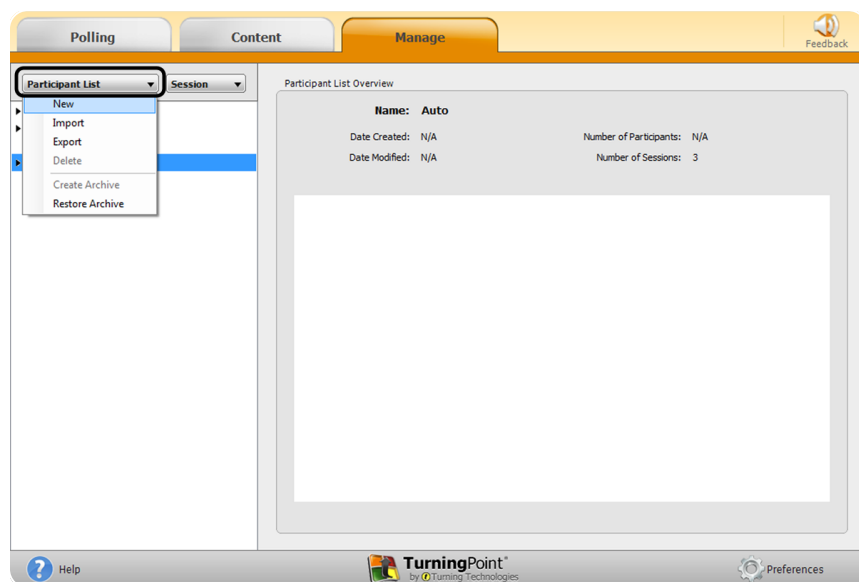 Polling
Content
Manage
Feedback
Participant List
Session
New
Import
Export
Delete
Create Archive
Restore Archive
Participant List Overview
Name: Auto
Date Created: N/A
Number of Participants: N/A
Date Modified: N/A
Number of Sessions: 3
Help
TurningPoint
by Turning Technologies
Preferences